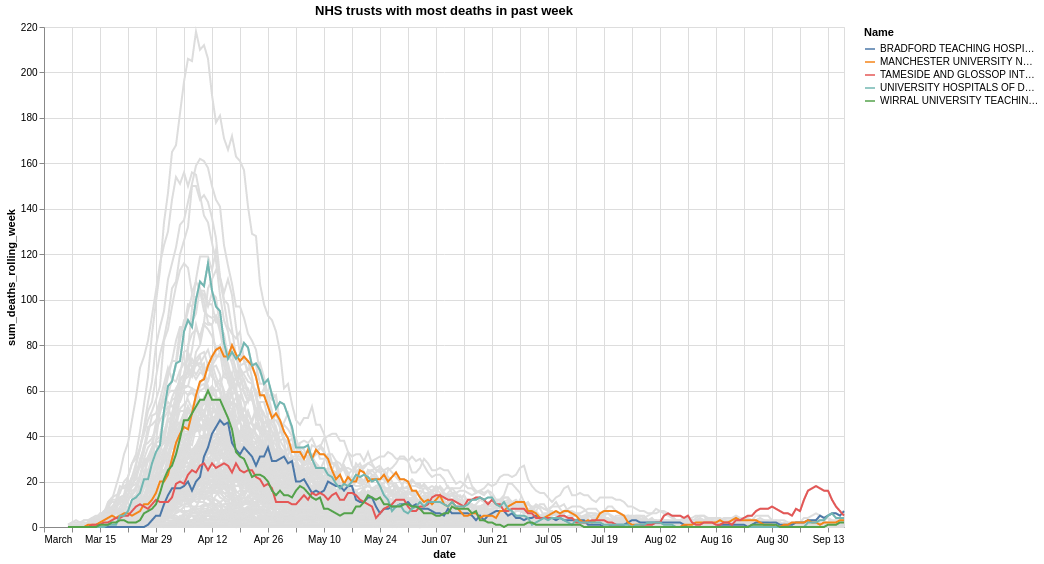 NHS trusts with most deaths in past week
Name
BRADFORD TEACHING HOSPI…
MANCHESTER UNIVERSITY N…
TAMESIDE AND GLOSSOP INT…
UNIVERSITY HOSPITALS OF D…
WIRRAL UNIVERSITY TEACHIN…
sum_deaths_rolling_week
220
200
180
160
140
120
100
80
60
40
20
0
March Mar 15 Mar 29 Apr 12 Apr 26 May 10 May 24 Jun 07 Jun 21 Jul 05 Jul 19 Aug 02 Aug 16 Aug 30 Sep 13
date